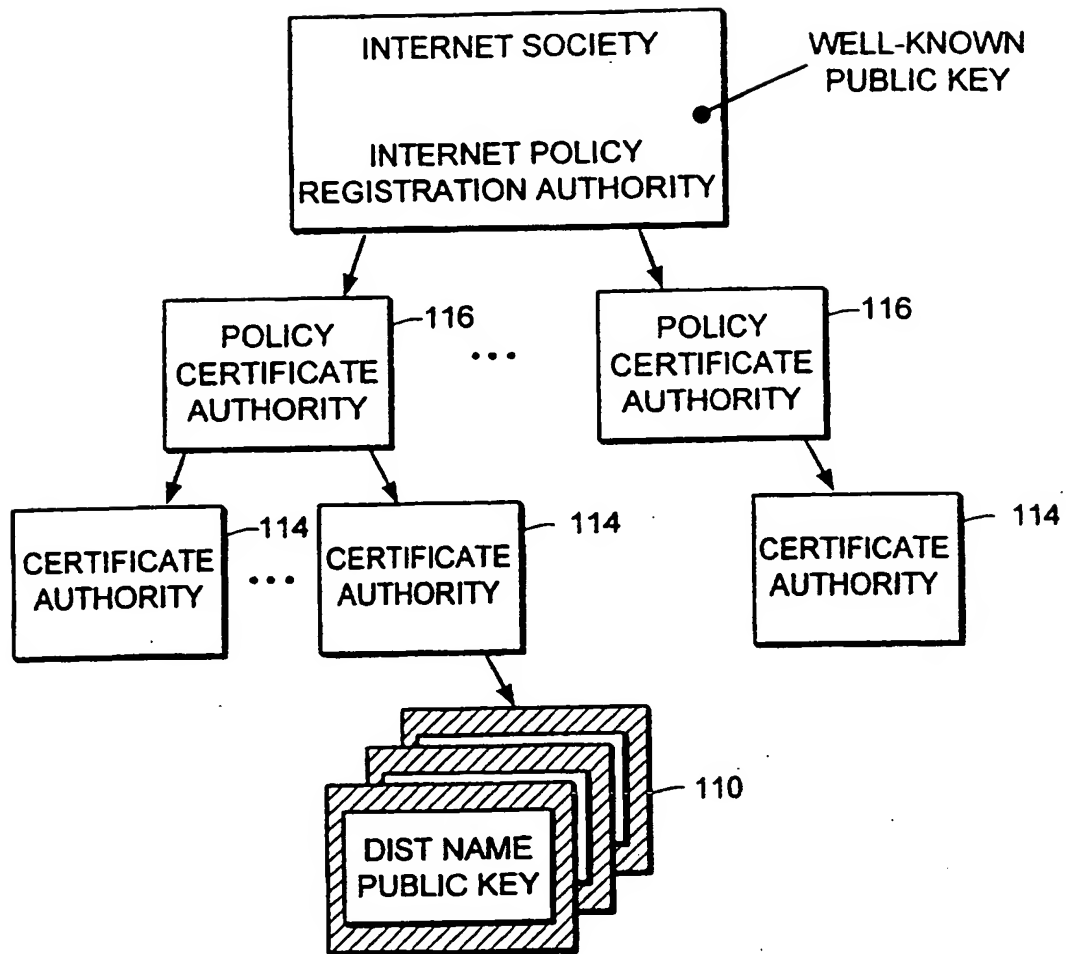 INTERNET SOCIETY
WELL-KNOWN
PUBLIC KEY
INTERNET POLICY
REGISTRATION AUTHORITY
POLICY
CERTIFICATE
AUTHORITY
116
...
POLICY
CERTIFICATE
AUTHORITY
116
CERTIFICATE
AUTHORITY
114
...
CERTIFICATE
AUTHORITY
114
CERTIFICATE
AUTHORITY
114
110
DIST NAME
PUBLIC KEY